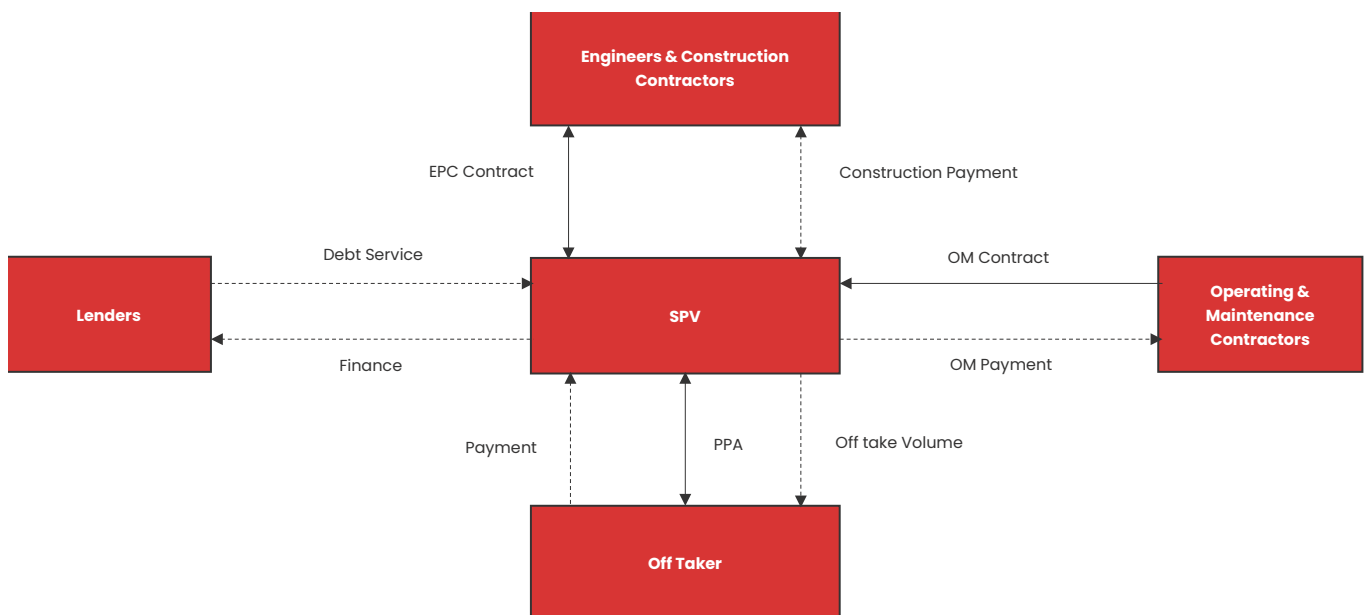 Engineers & Construction
Contractors
EPC Contract
Construction Payment
Debt Service
OM Contract
Lenders
SPV
Operating &
Maintenance
Contractors
Finance
OM Payment
Payment
PPA
Off take Volume
Off Taker